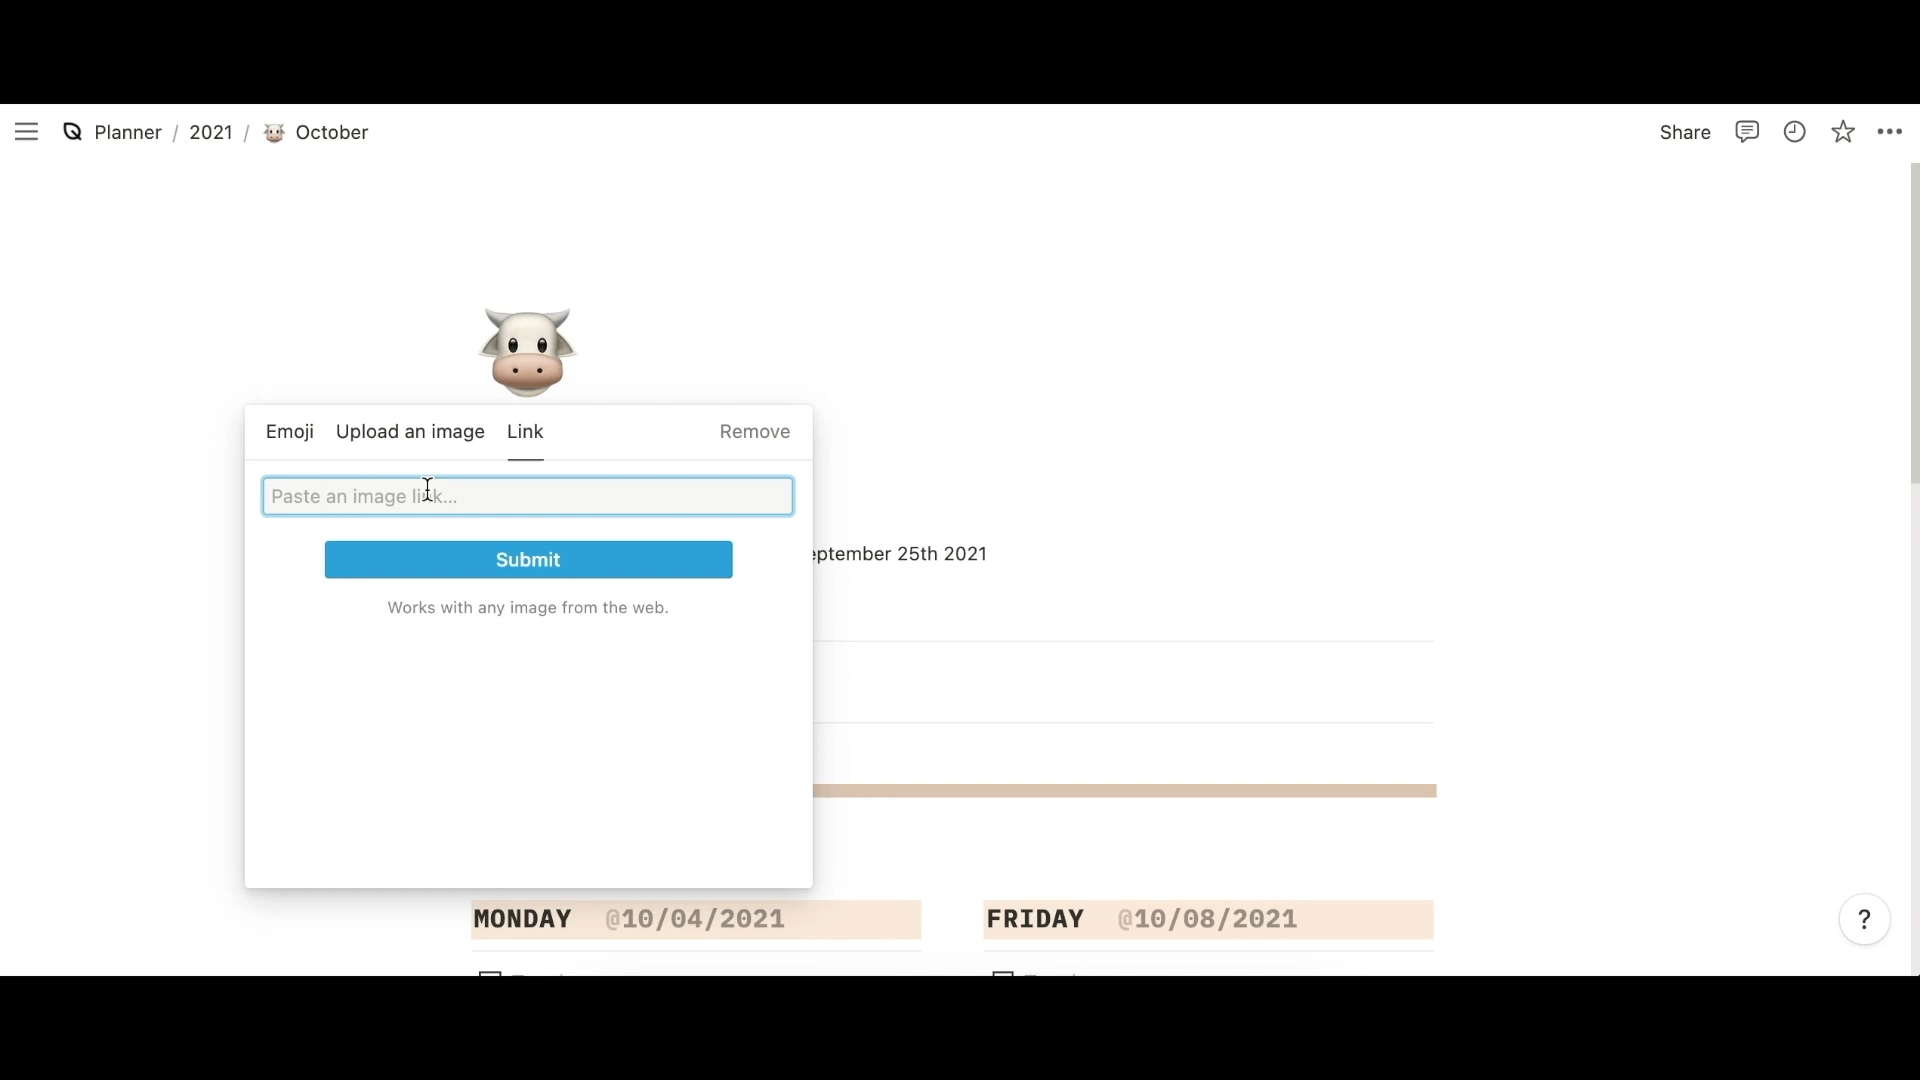 Planner / 2021 / October
Share
Emoji Upload an image Link Remove
Paste an image link...
Submit
Works with any image from the web.
25th 2021
MONDAY @10/04/2021
FRIDAY @10/08/2021
?